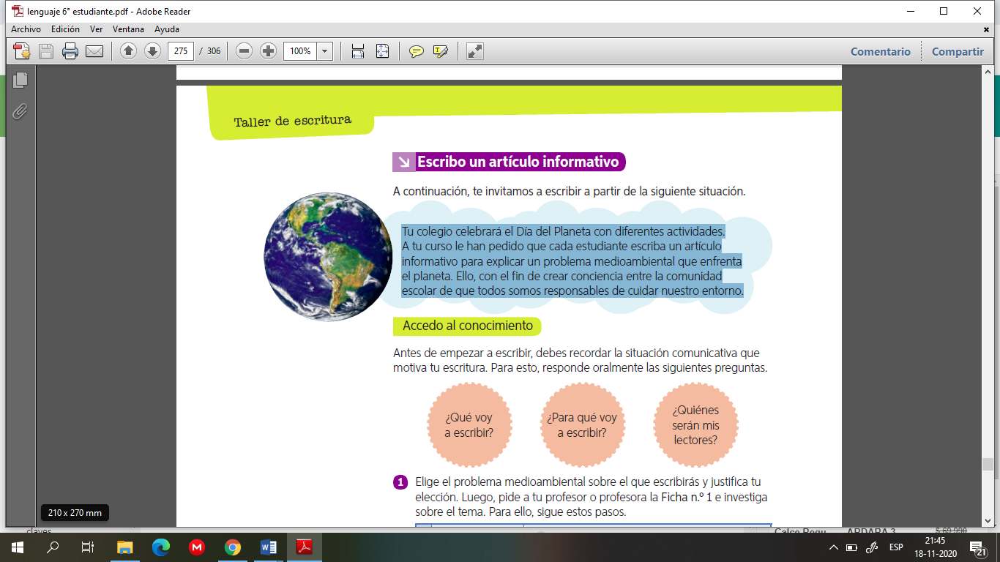 lenguaje 6° estudiante.pdf - Adobe Reader
Archivo Edición Ver Ventana Ayuda
275 / 306 100% Comentario Compartir
Taller de escritura
Escribo un artículo informativo
A continuación, te invitamos a escribir a partir de la siguiente situación.
Tu colegio celebrará el Día del Planeta con diferentes actividades.
A tu curso le han pedido que cada estudiante escriba un artículo
informativo para explicar un problema medioambiental que enfrenta
el planeta. Ello, con el fin de crear conciencia entre la comunidad
escolar de que todos somos responsables de cuidar nuestro entorno.
Accedo al conocimiento
Antes de empezar a escribir, debes recordar la situación comunicativa que
motiva tu escritura. Para esto, responde oralmente las siguientes preguntas.
¿Qué voy
a escribir?
¿Para qué voy
a escribir?
¿Quiénes
serán mis
lectores?
1 Elige el problema medioambiental sobre el que escribirás y justifica tu
elección. Luego, pide a tu profesor o profesora la Ficha n.º 1 e investiga
sobre el tema. Para ello, sigue estos pasos.
210 x 270 mm
ESP
21:45
18-11-2020
21